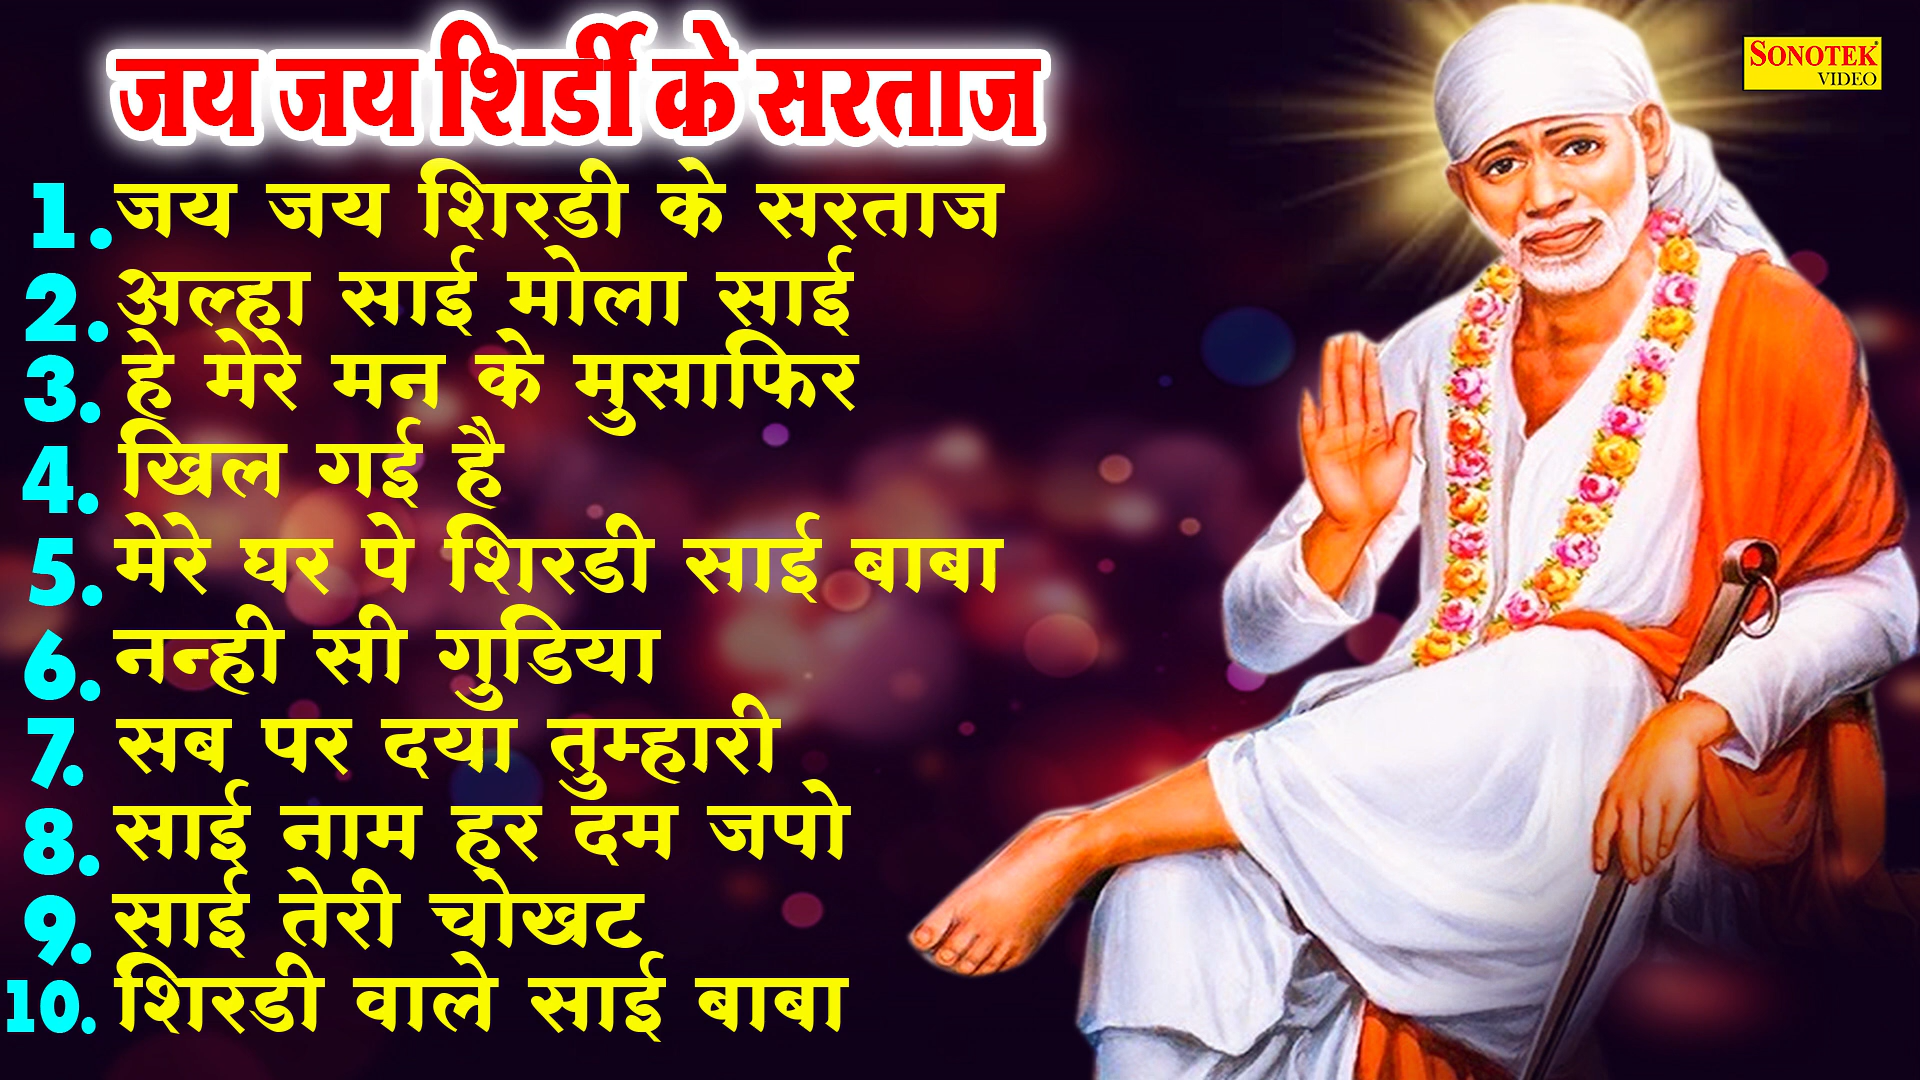 जय जय शिर्डी के सरताज
SONOTEK
VIDEO
1. जय जय शिरडी के सरताज
2. अल्हा साई मोला साई
3. हे मेरे मन के मुसाफिर
4. खिल गई है
5. मेरे घर पे शिरडी साई बाबा
6. नन्ही सी गुडिया
7. सब पर दया तुम्हारी
8. साई नाम हर दम जपो
9. साई तेरी चोखट
10. शिरडी वाले साई बाबा